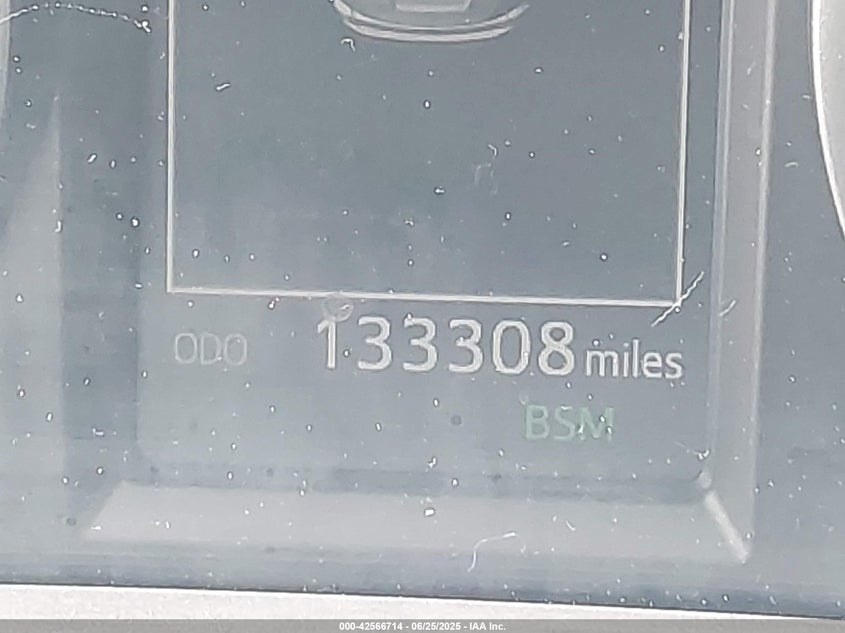 ODO 133308 miles
BSM
000-42566714 - 06/25/2025 - IAA Inc.